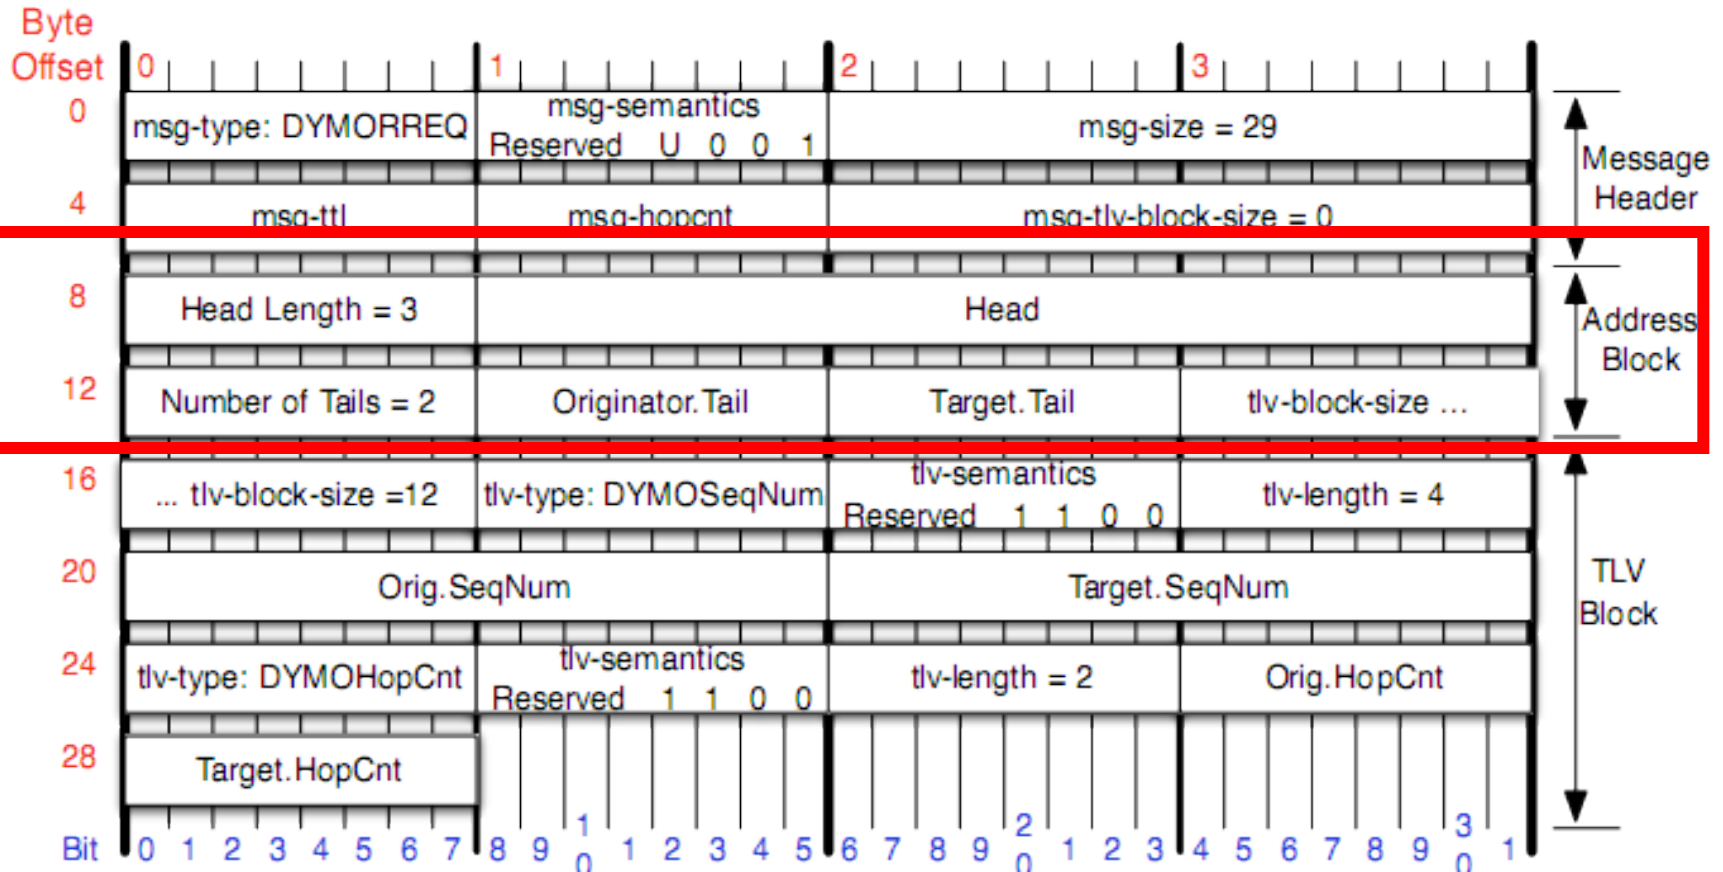 Byte
Offset 0 1 2 3
0 msg-type: DYMORREQ msg-semantics Reserved U 0 0 1 msg-size = 29
Message
Header
4 msg-ttl msg-hopcnt msg-tlv-block-size = 0
8 Head Length = 3 Head
Address
Block
12 Number of Tails = 2 Originator.Tail Target.Tail tlv-block-size ...
16 ... tlv-block-size =12 tlv-type: DYMOSeqNum tlv-semantics Reserved 1 1 0 0 tlv-length = 4
20 Orig.SeqNum Target.SeqNum
TLV
Block
24 tlv-type: DYMOHopCnt tlv-semantics Reserved 1 1 0 0 tlv-length = 2 Orig.HopCnt
28 Target.HopCnt
Bit 0 1 2 3 4 5 6 7 8 9 10 1 2 3 4 5 6 7 8 9 20 1 2 3 4 5 6 7 8 9 30 1